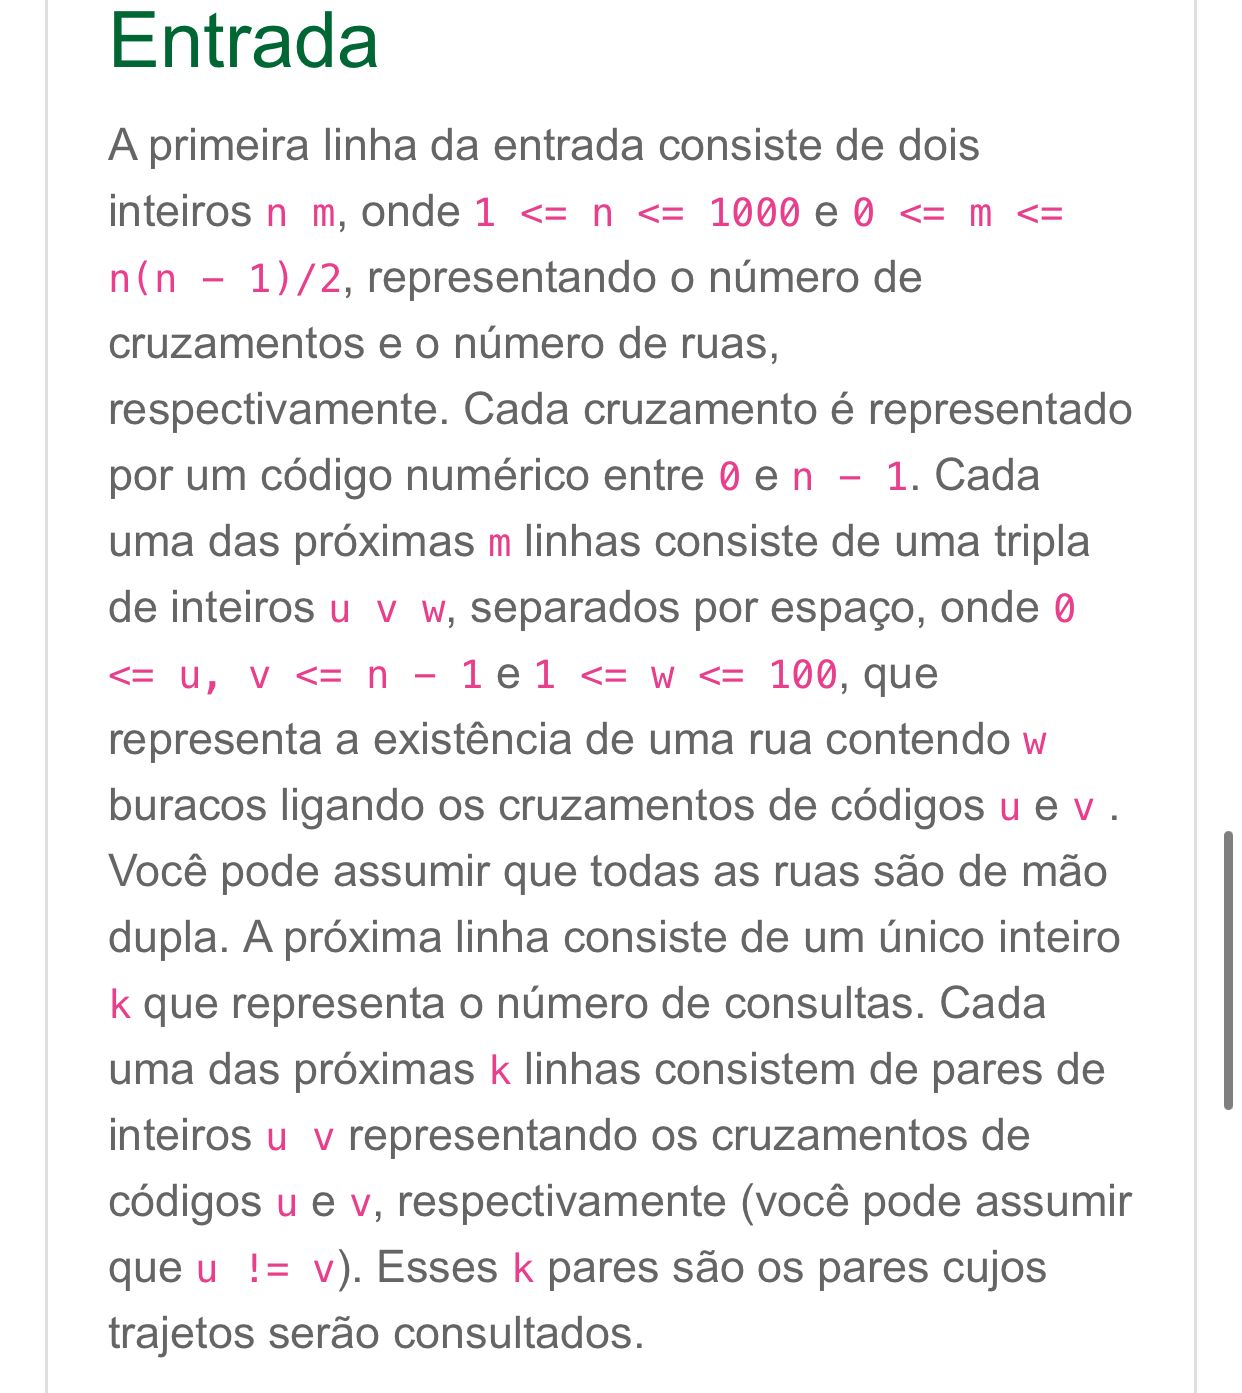 Entrada
A primeira linha da entrada consiste de dois
inteiros n m, onde 1 <= n <= 1000 e 0 <= m <=
n(n - 1)/2, representando o número de
cruzamentos e o número de ruas,
respectivamente. Cada cruzamento é representado
por um código numérico entre 0 e n - 1. Cada
uma das próximas m linhas consiste de uma tripla
de inteiros u v w, separados por espaço, onde 0
<= u, v <= n - 1 e 1 <= w <= 100, que
representa a existência de uma rua contendo w
buracos ligando os cruzamentos de códigos u e v .
Você pode assumir que todas as ruas são de mão
dupla. A próxima linha consiste de um único inteiro
k que representa o número de consultas. Cada
uma das próximas k linhas consistem de pares de
inteiros u v representando os cruzamentos de
códigos u e v, respectivamente (você pode assumir
que u != v). Esses k pares são os pares cujos
trajetos serão consultados.